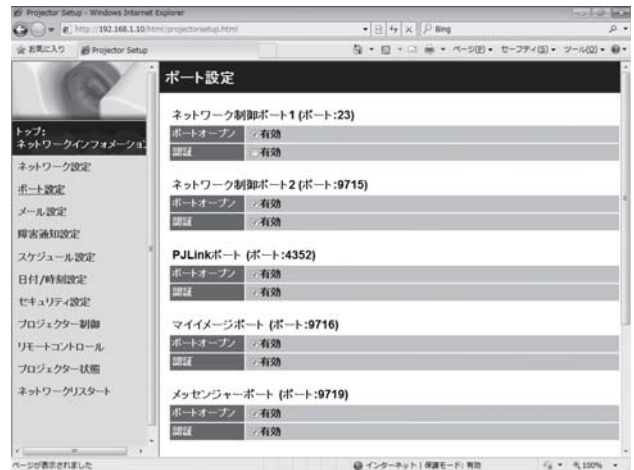 Projector Setup - Windows Internet Explorer
http://192.168.1.10/html/projectorsetup.html
Bing
お気に入り
Projector Setup
ページ(P)
セーフティ(S)
ツール(O)
トップ:
ネットワークインフォメーション
ネットワーク設定
ポート設定
メール設定
障害通知設定
スケジュール設定
日付/時刻設定
セキュリティ設定
プロジェクター制御
リモートコントロール
プロジェクター状態
ネットワークリスタート
ポート設定
ネットワーク制御ポート1 (ポート:23)
ポートオープン 有効
認証 有効
ネットワーク制御ポート2 (ポート:9715)
ポートオープン 有効
認証 有効
PJLinkポート (ポート:4352)
ポートオープン 有効
認証 有効
マイイメージポート (ポート:9716)
ポートオープン 有効
認証 有効
メッセンジャーポート (ポート:9719)
ポートオープン 有効
認証 有効
ページが表示されました
インターネット | 保護モード: 有効
100%